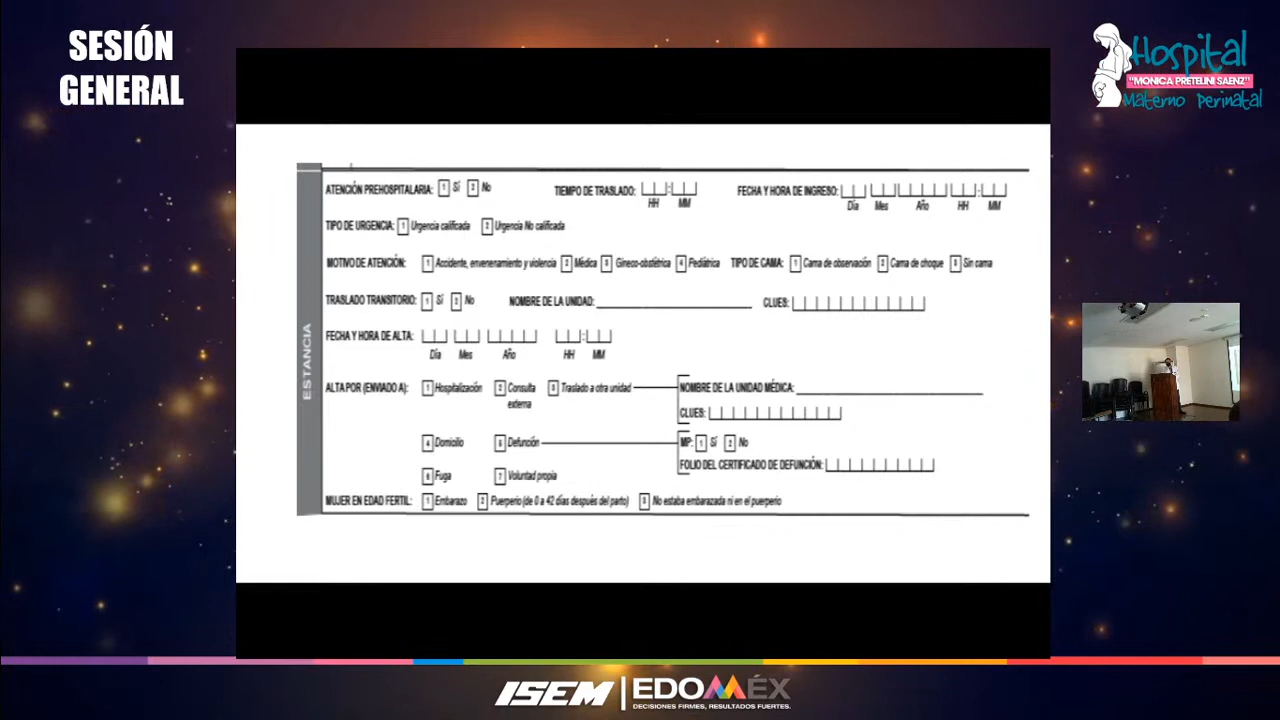 SESIÓN
GENERAL
Hospital
"MONICA PRETELINI SAENZ"
Materno Perinatal
ESTANCIA
ATENCIÓN PREHOSPITALARIA: 1 Sí 2 No TIEMPO DE TRASLADO: : FECHA Y HORA DE INGRESO: :
HH MM Día Mes Año HH MM
TIPO DE URGENCIA: 1 Urgencia calificada 2 Urgencia No calificada
MOTIVO DE ATENCIÓN: 1 Accidente, envenenamiento y violencia 2 Médica 3 Gineco-obstétrica 4 Pediátrica TIPO DE CAMA: 1 Cama de observación 2 Cama de choque 3 Sin cama
TRASLADO TRANSITORIO: 1 Sí 2 No NOMBRE DE LA UNIDAD: CLUES:
FECHA Y HORA DE ALTA: :
Día Mes Año HH MM
ALTA POR (ENVIADO A): 1 Hospitalización 2 Consulta externa 3 Traslado a otra unidad NOMBRE DE LA UNIDAD MÉDICA:
CLUES:
4 Domicilio 5 Defunción MP: 1 Sí 2 No
FOLIO DEL CERTIFICADO DE DEFUNCIÓN:
6 Fuga 7 Voluntad propia
MUJER EN EDAD FERTIL: 1 Embarazo 2 Puerperio (de 0 a 42 días después del parto) 3 No estaba embarazada ni en el puerperio
ISEM EDOMÉX
DECISIONES FIRMES, RESULTADOS FUERTES.